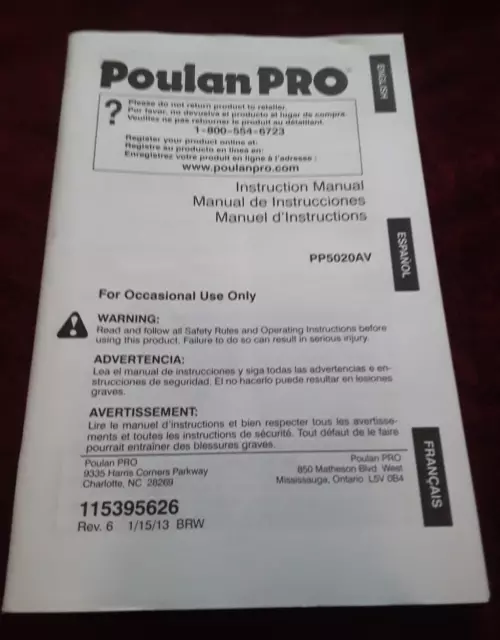 Poulan PRO
ENGLISH
?
Please do not return product to retailer.
Por favor, no devuelva el producto al lugar de compra.
Veuillez ne pas retourner le produit au détaillant.
1-800-554-6723
Register your product online at:
Registre su producto en línea en:
Enregistrez votre produit en ligne à l'adresse :
www.poulanpro.com
Instruction Manual
Manual de Instrucciones
Manuel d'Instructions
ESPAÑOL
PP5020AV
For Occasional Use Only
WARNING:
Read and follow all Safety Rules and Operating Instructions before
using this product. Failure to do so can result in serious injury.
ADVERTENCIA:
Lea el manual de instrucciones y siga todas las advertencias e en-
strucciones de seguridad. El no hacerlo puede resultar en lesiones
graves.
AVERTISSEMENT:
Lire le manuel d'instructions et bien respecter tous les avertisse-
ments et toutes les instructions de sécurité. Tout défaut de le faire
pourrait entraîner des blessures graves.
FRANÇAIS
Poulan PRO
9335 Harris Corners Parkway
Charlotte, NC 28269
Poulan PRO
850 Matheson Blvd West
Mississauga, Ontario L5V 0B4
115395626
Rev. 6 1/15/13 BRW